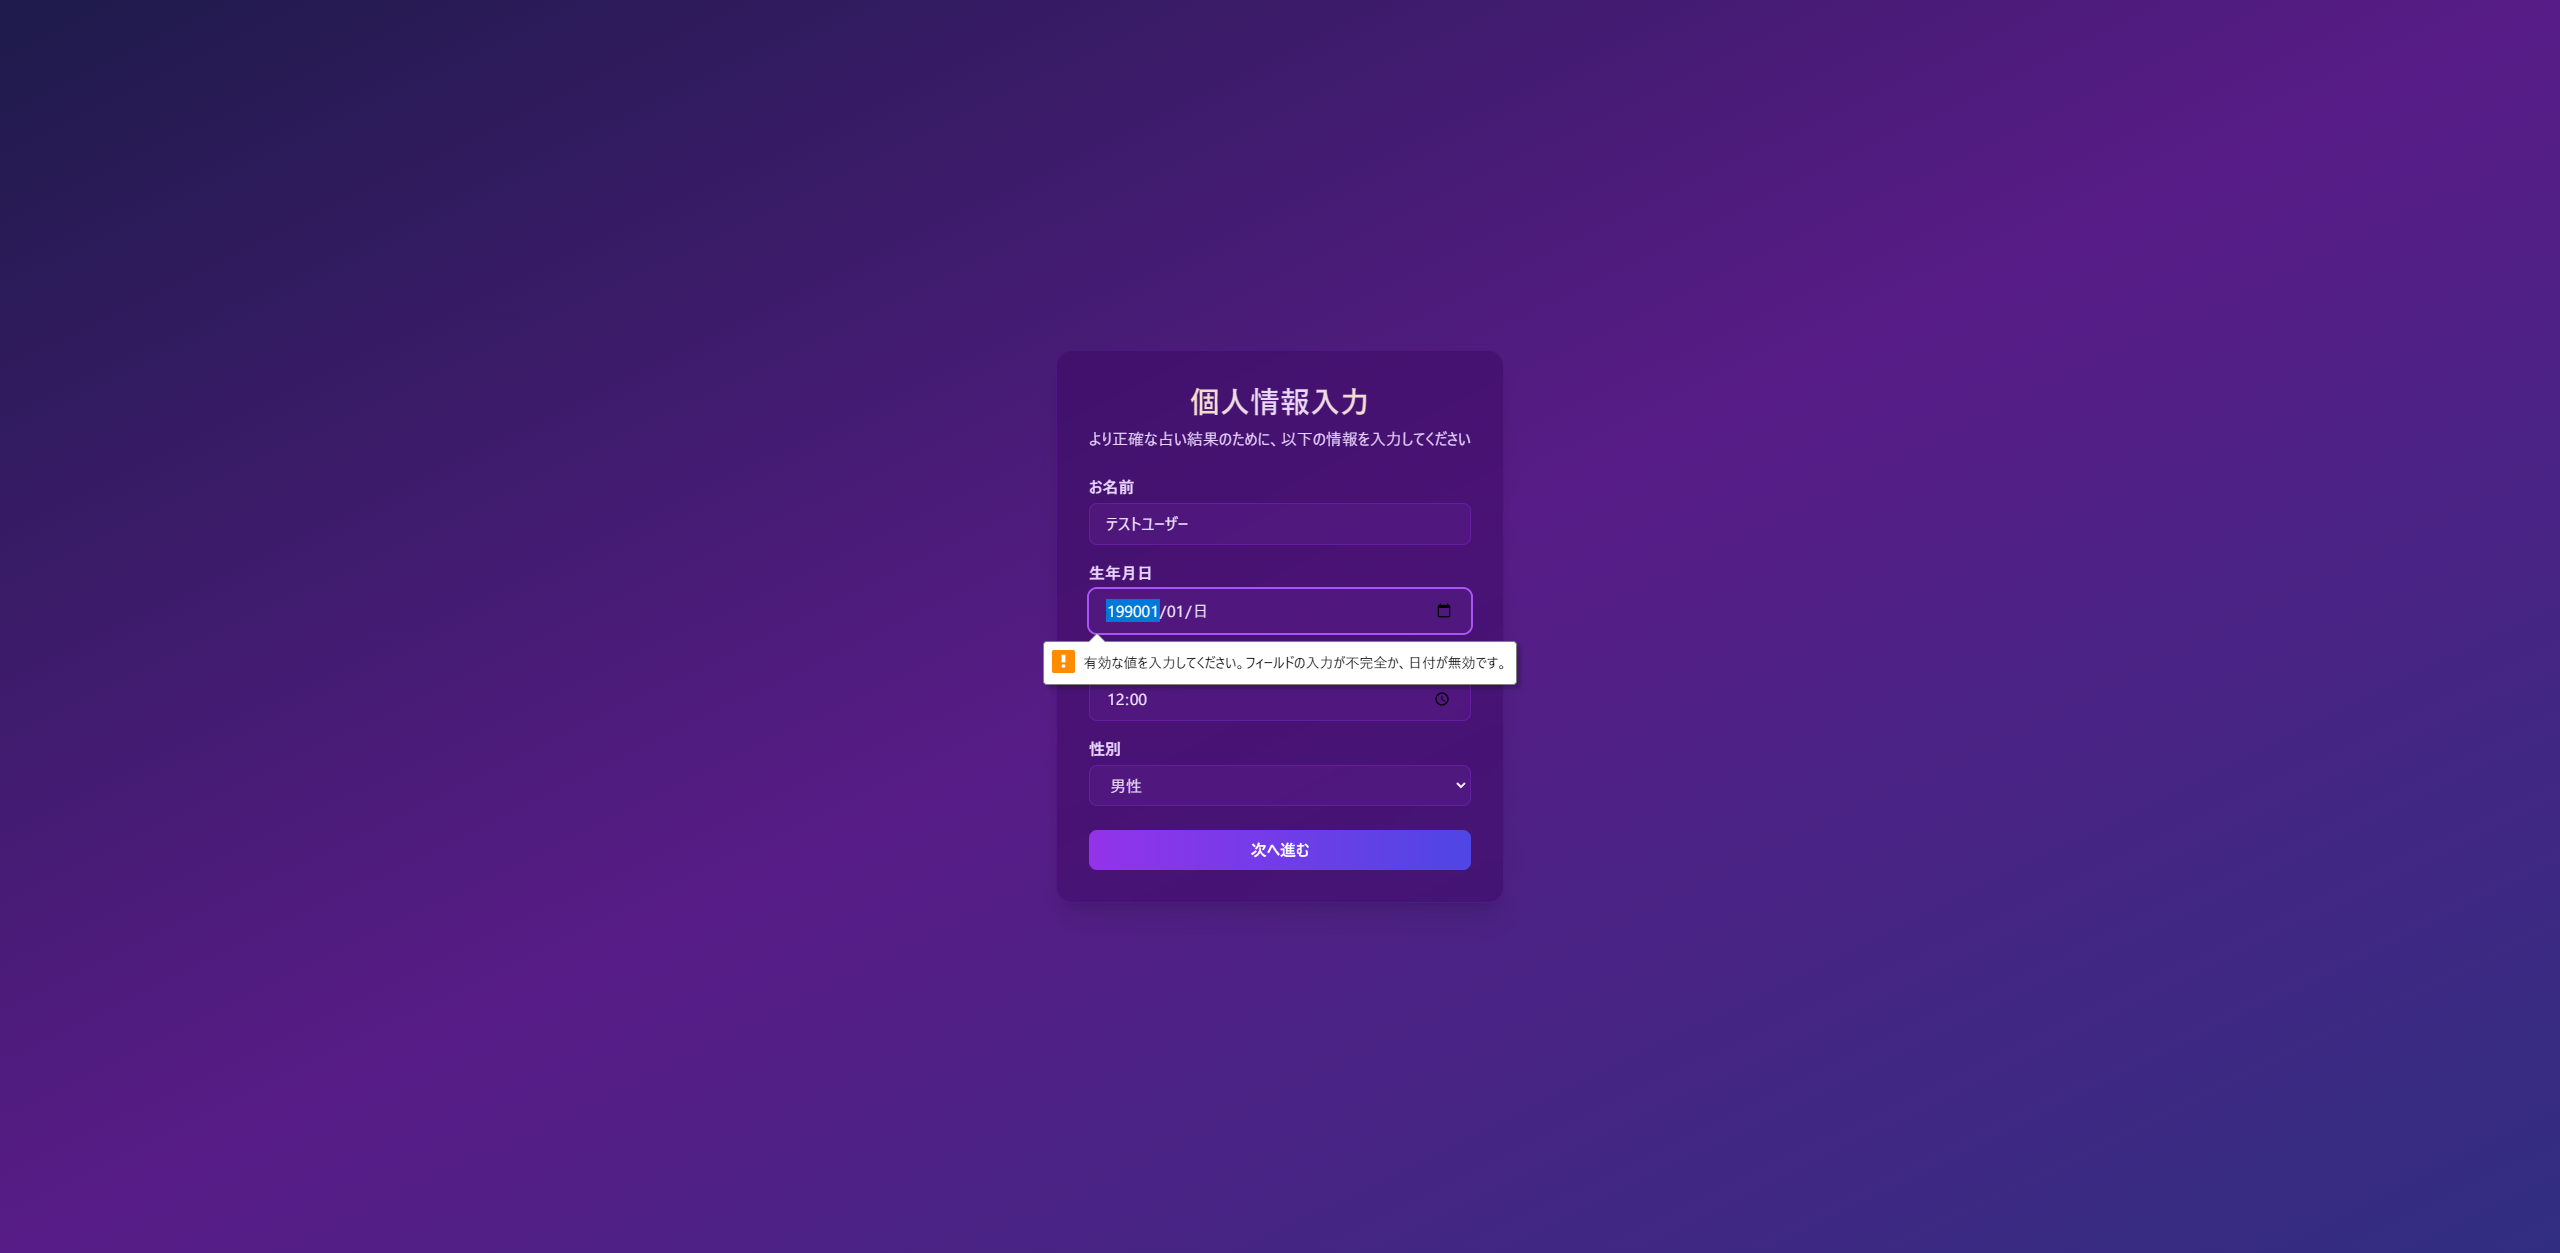 個人情報入力
より正確な占い結果のために、以下の情報を入力してください
お名前
テストユーザー
生年月日
199001/01/日
有効な値を入力してください。フィールドの入力が不完全か、日付が無効です。
12:00
性別
男性
次へ進む